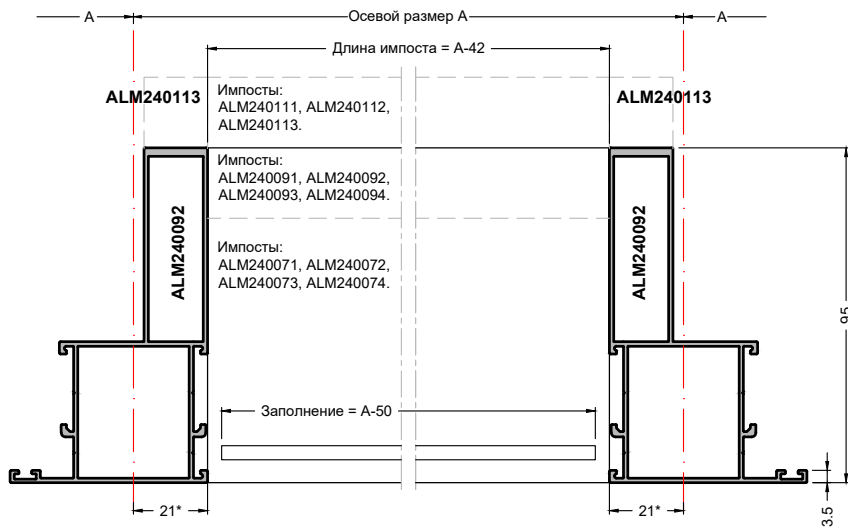 A
Осевой размер А
A
Длина импоста = А-42
ALM240113
Импосты:
ALM240111, ALM240112,
ALM240113.
ALM240113
Импосты:
ALM240091, ALM240092,
ALM240093, ALM240094.
ALM240092
ALM240092
Импосты:
ALM240071, ALM240072,
ALM240073, ALM240074.
95
Заполнение = А-50
21*
21*
3.5